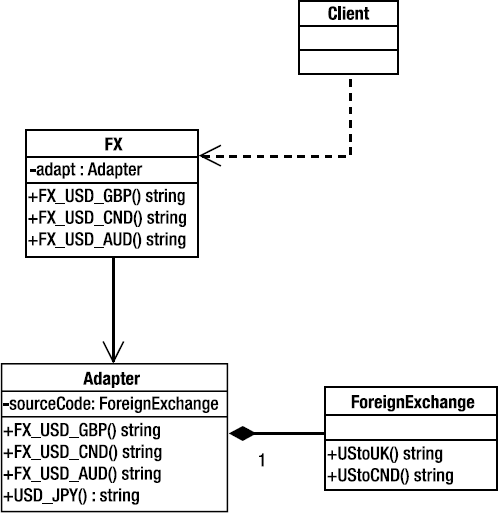 Client
FX
-adapt : Adapter
+FX_USD_GBP() string
+FX_USD_CND() string
+FX_USD_AUD() string
Adapter
-sourceCode: ForeignExchange
+FX_USD_GBP() string
+FX_USD_CND() string
+FX_USD_AUD() string
+USD_JPY() : string
1
ForeignExchange
+UStoUK() string
+UStoCND() string